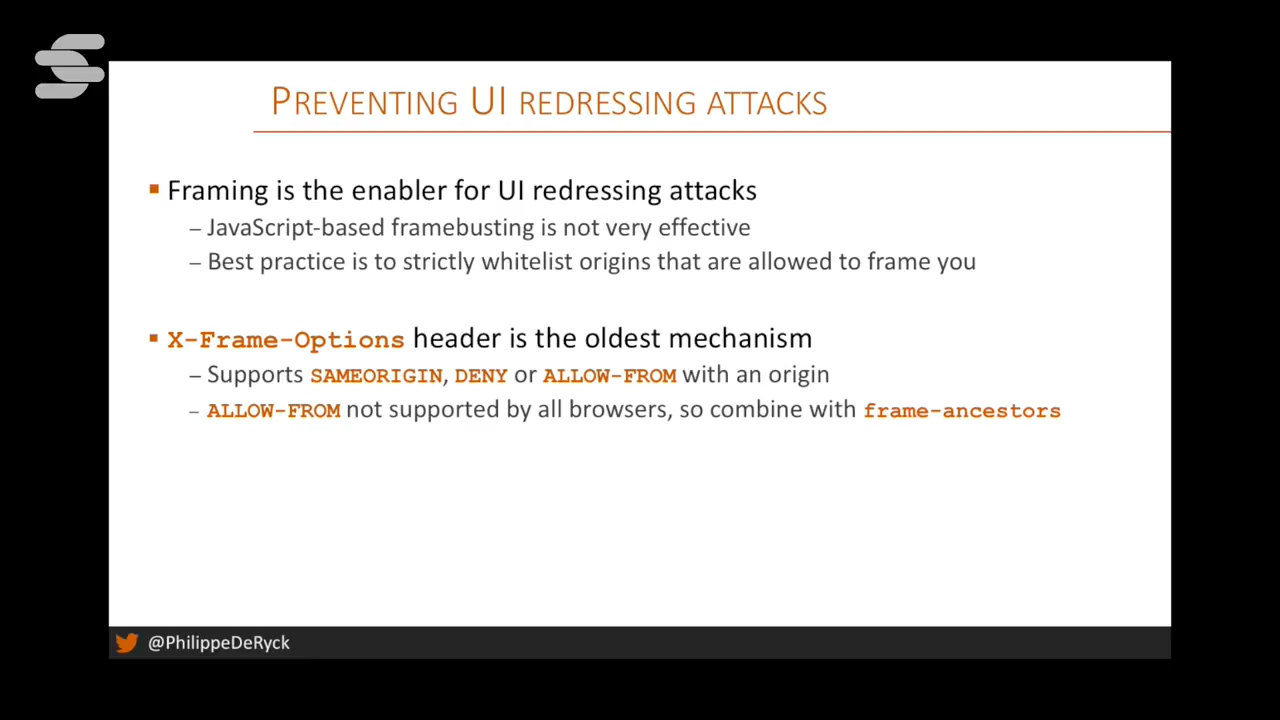 PREVENTING UI REDRESSING ATTACKS
Framing is the enabler for UI redressing attacks
– JavaScript-based framebusting is not very effective
– Best practice is to strictly whitelist origins that are allowed to frame you
X-Frame-Options header is the oldest mechanism
– Supports SAMEORIGIN, DENY or ALLOW-FROM with an origin
– ALLOW-FROM not supported by all browsers, so combine with frame-ancestors
@PhilippeDeRyck